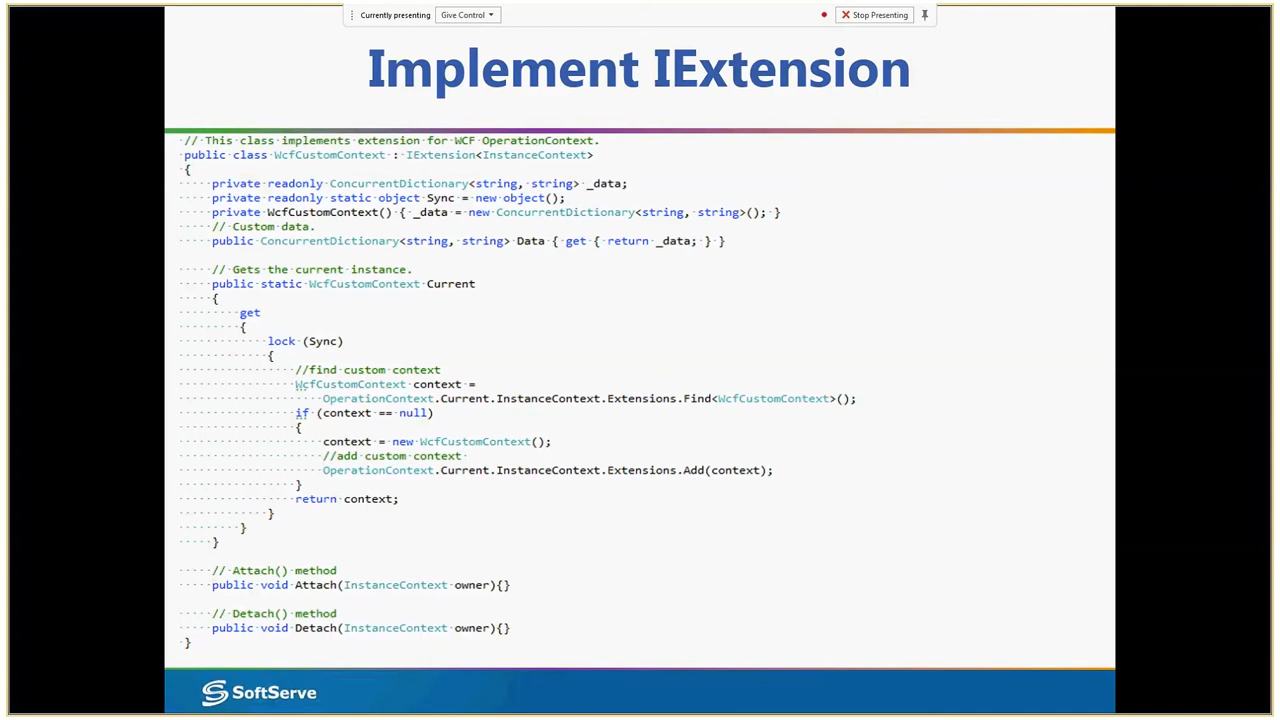 Currently presenting Give Control Stop Presenting
Implement IExtension
// This class implements extension for WCF OperationContext.
public class WcfCustomContext : IExtension<InstanceContext>
{
private readonly ConcurrentDictionary<string, string> _data;
private readonly static object Sync = new object();
private WcfCustomContext() { _data = new ConcurrentDictionary<string, string>(); }
// Custom data.
public ConcurrentDictionary<string, string> Data { get { return _data; } }
// Gets the current instance.
public static WcfCustomContext Current
{
get
{
lock (Sync)
{
//find custom context
WcfCustomContext context =
OperationContext.Current.InstanceContext.Extensions.Find<WcfCustomContext>();
if (context == null)
{
context = new WcfCustomContext();
//add custom context
OperationContext.Current.InstanceContext.Extensions.Add(context);
}
return context;
}
}
}
// Attach() method
public void Attach(InstanceContext owner){}
// Detach() method
public void Detach(InstanceContext owner){}
}
SoftServe